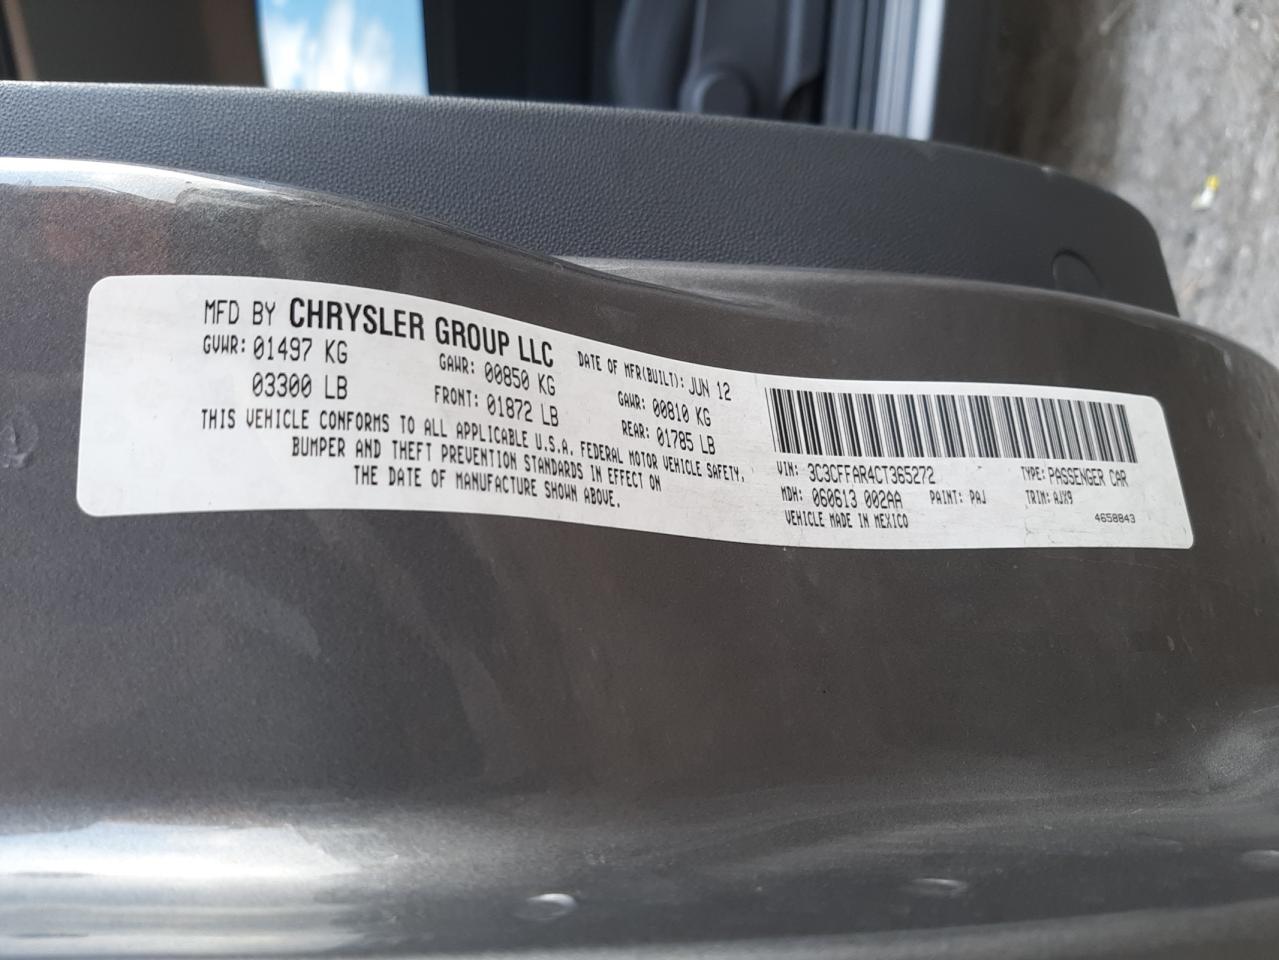 MFD BY CHRYSLER GROUP LLC
DATE OF MFR(BUILT): JUN 12
GVWR: 01497 KG
03300 LB
GAWR: 00850 KG
FRONT: 01872 LB
GAWR: 00810 KG
REAR: 01785 LB
THIS VEHICLE CONFORMS TO ALL APPLICABLE U.S.A. FEDERAL MOTOR VEHICLE SAFETY,
BUMPER AND THEFT PREVENTION STANDARDS IN EFFECT ON
THE DATE OF MANUFACTURE SHOWN ABOVE.
VIN: 3C3CFFAR4CT365272 TYPE: PASSENGER CAR
MDH: 060613 002AA PAINT: PAJ TRIM: AJX9
VEHICLE MADE IN MEXICO 4658843